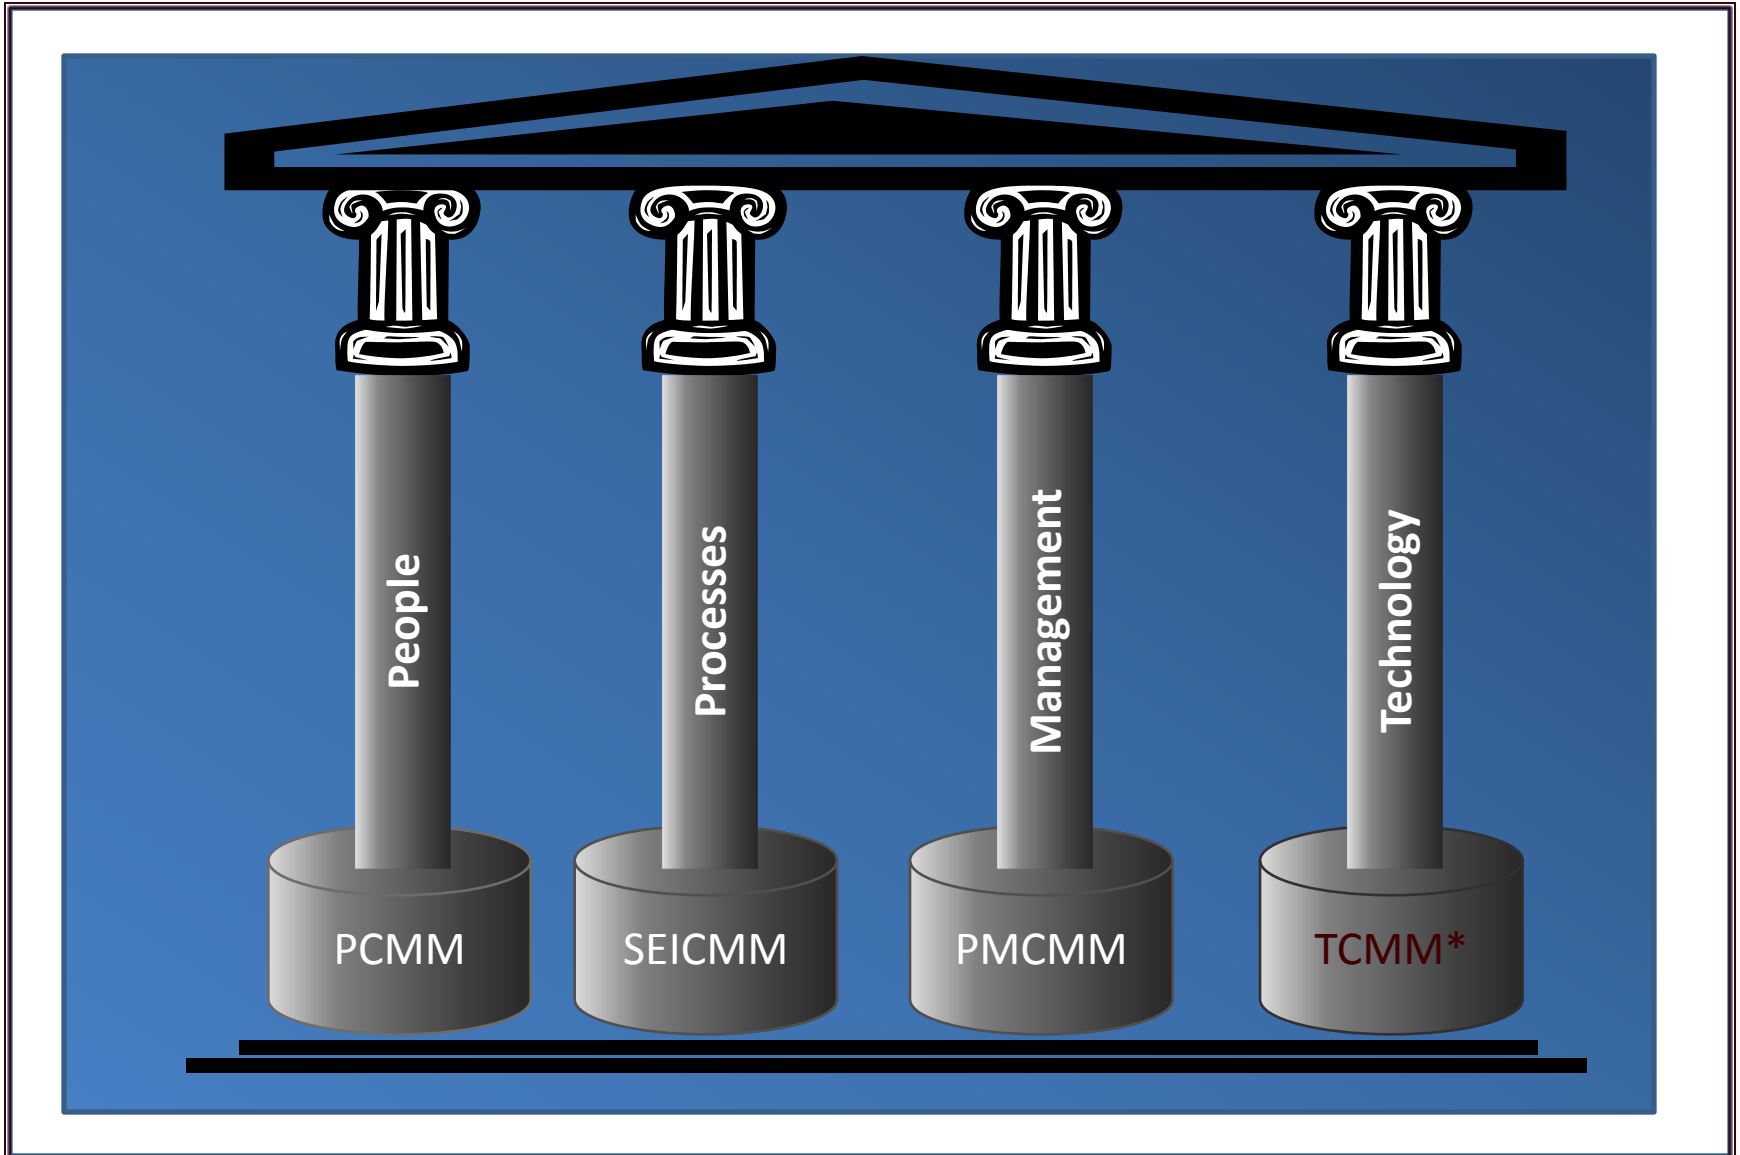 People
Processes
Management
Technology
PCMM
SEICMM
PMCMM
TCMM*